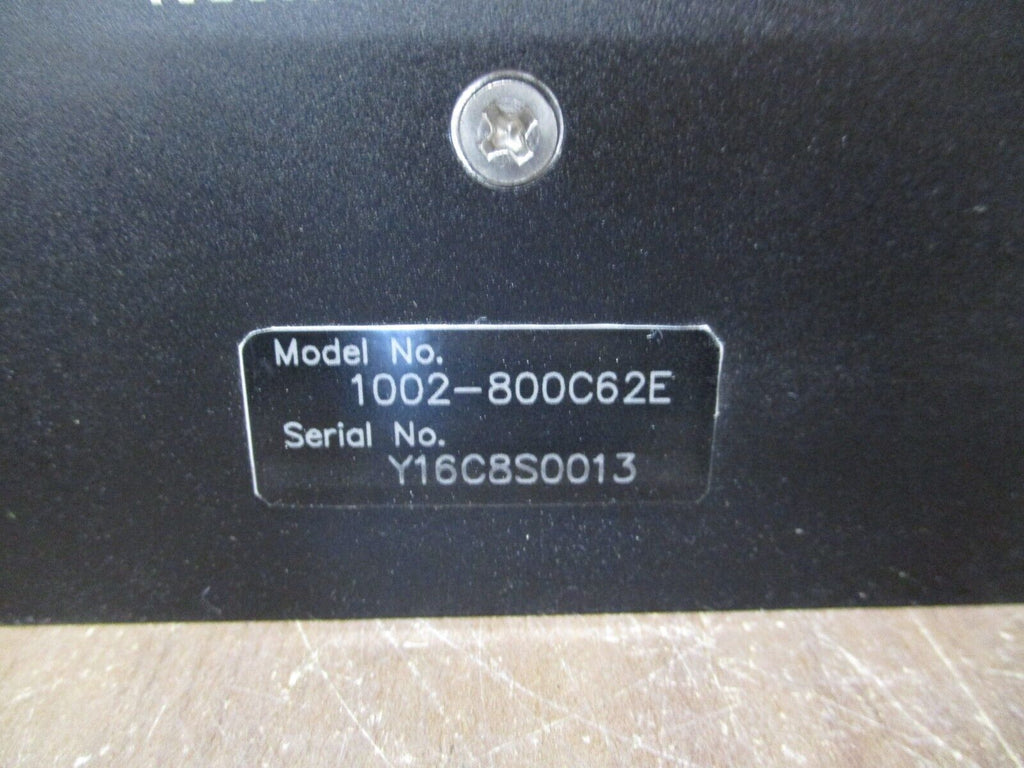 Model No.
1002-800C62E
Serial No.
Y16C8S0013